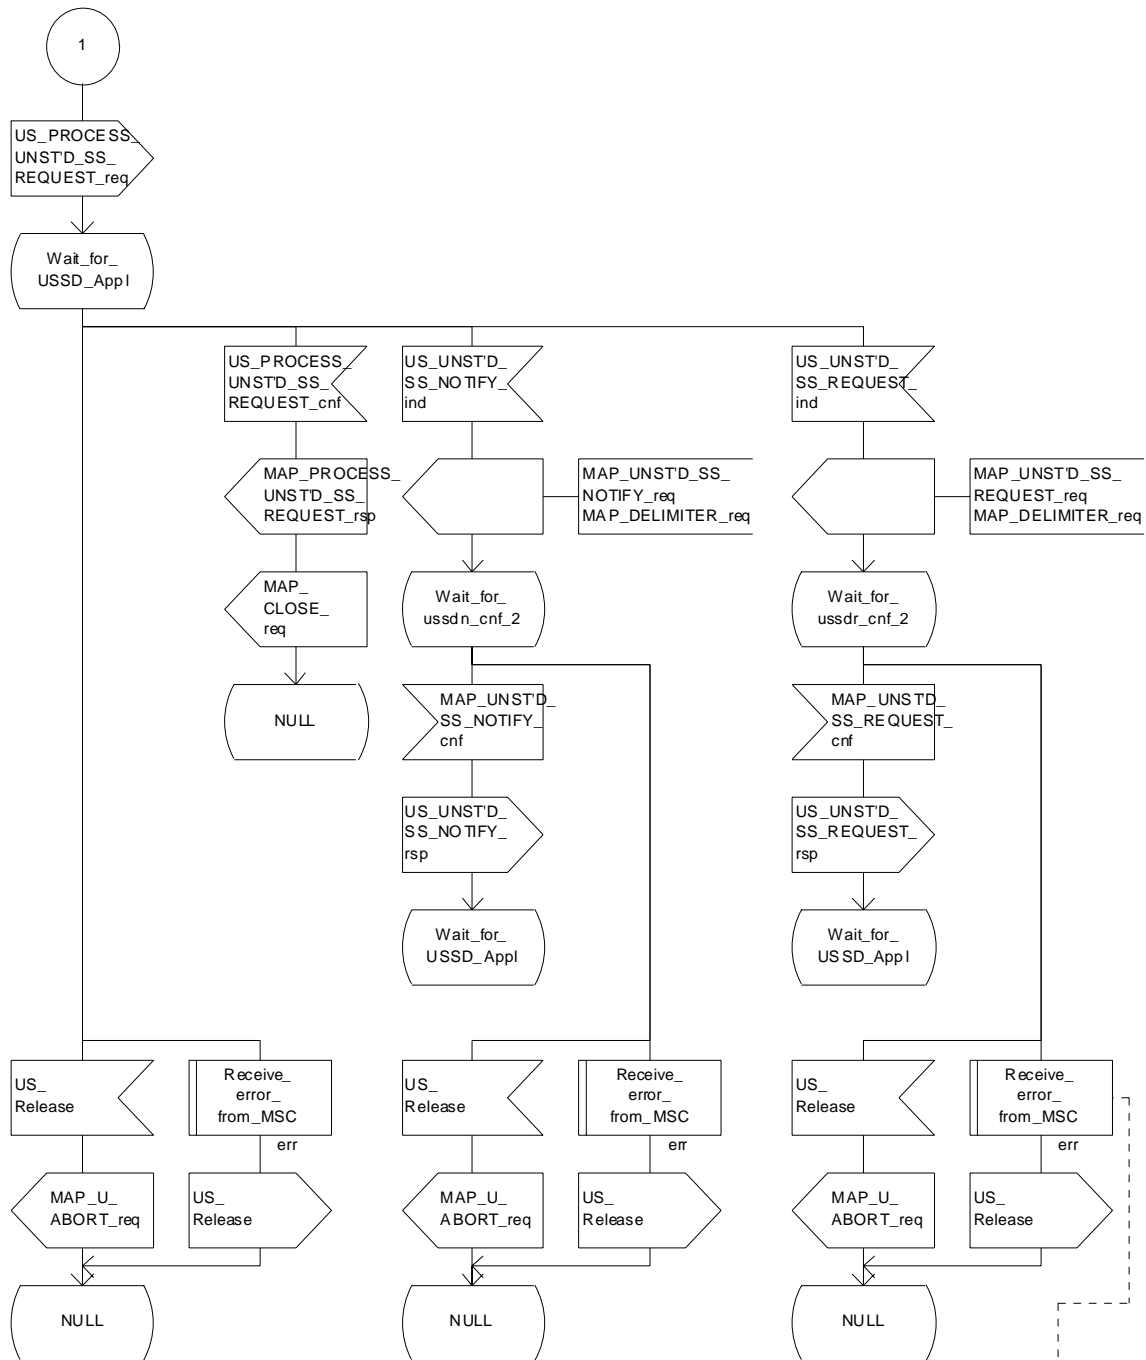 1
US_PROCESS_
UNST'D_SS_
REQUEST_req
Wait_for_
USSD_Appl
US_PROCESS_
UNST'D_SS_
REQUEST_cnf
US_UNST'D_
SS_NOTIFY_
ind
US_UNST'D_
SS_REQUEST_
ind
MAP_PROCESS_
UNST'D_SS_
REQUEST_rsp
MAP_UNST'D_SS_
NOTIFY_req
MAP_DELIMITER_req
MAP_UNST'D_SS_
REQUEST_req
MAP_DELIMITER_req
MAP_
CLOSE_
req
Wait_for_
ussdn_cnf_2
Wait_for_
ussdr_cnf_2
NULL
MAP_UNST'D_
SS_NOTIFY_
cnf
MAP_UNST'D_
SS_REQUEST_
cnf
US_UNST'D_
SS_NOTIFY_
rsp
US_UNST'D_
SS_REQUEST_
rsp
Wait_for_
USSD_Appl
Wait_for_
USSD_Appl
US_
Release
Receive_
error_
from_MSC
err
US_
Release
Receive_
error_
from_MSC
err
US_
Release
Receive_
error_
from_MSC
err
MAP_U_
ABORT_req
US_
Release
MAP_U_
ABORT_req
US_
Release
MAP_U_
ABORT_req
US_
Release
NULL
NULL
NULL